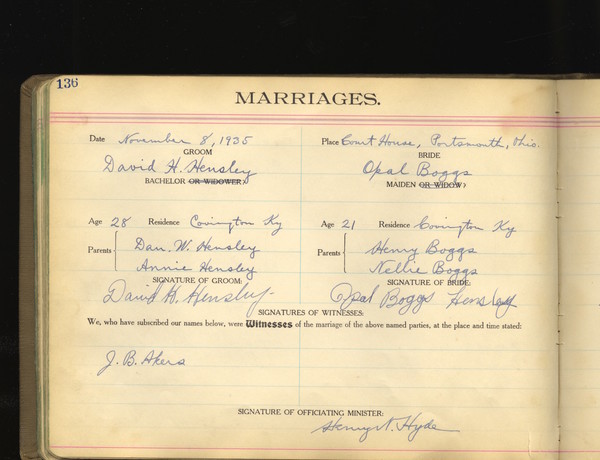 136
MARRIAGES.
Date November 8, 1935 Place Court House, Portsmouth, Ohio.
GROOM BRIDE
David H. Hensley Opal Boggs
BACHELOR OR WIDOWER) MAIDEN OR WIDOW)
Age 28 Residence Covington Ky Age 21 Residence Covington Ky
Parents { Dan. W. Hensley Parents { Henry Boggs
Annie Hensley Nellie Boggs
SIGNATURE OF GROOM: SIGNATURE OF BRIDE:
David H. Hensley. Opal Boggs Hensley
SIGNATURES OF WITNESSES:
We, who have subscribed our names below, were Witnesses of the marriage of the above named parties, at the place and time stated:
J. B. Akers
SIGNATURE OF OFFICIATING MINISTER:
Henry N. Hyde